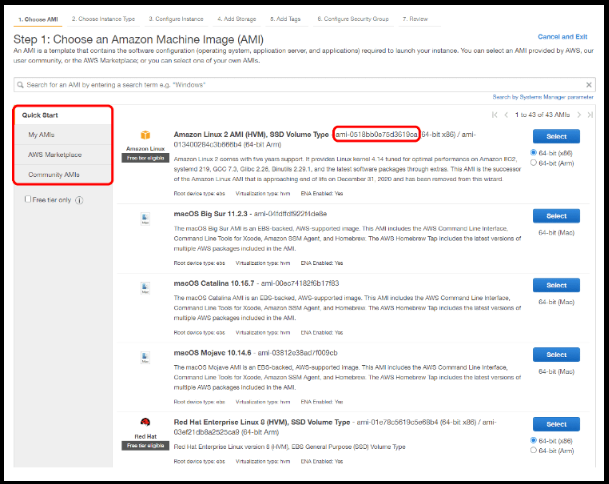 1. Choose AMI 2. Choose Instance Type 3. Configure Instance 4. Add Storage 5. Add Tags 6. Configure Security Group 7. Review
Step 1: Choose an Amazon Machine Image (AMI)
Cancel and Exit
An AMI is a template that contains the software configuration (operating system, application server, and applications) required to launch your instance. You can select an AMI provided by AWS, our
user community, or the AWS Marketplace; or you can select one of your own AMIs.
Search for an AMI by entering a search term e.g. "Windows"
Search by Systems Manager parameter
Quick Start
My AMIs
AWS Marketplace
Community AMIs
Free tier only
1 to 43 of 43 AMIs
Amazon Linux
Free tier eligible
Amazon Linux 2 AMI (HVM), SSD Volume Type - ami-0518bb0e75d3619ca (64-bit x86) / ami-
(64-bit Arm)
Amazon Linux 2 comes with five years support. It provides Linux kernel 4.14 tuned for optimal performance on Amazon EC2,
systemd 219, GCC 7.3, Glibc 2.26, Binutils 2.29.1, and the latest software packages through extras. This AMI is the successor
of the Amazon Linux AMI that is approaching end of life on December 31, 2020 and has been removed from this wizard.
Root device type: ebs Virtualization type: hvm ENA Enabled: Yes
Select
64-bit (x86)
64-bit (Arm)
macOS Big Sur 11.2.3 -
The macOS Big Sur AMI is an EBS-backed, AWS-supported image. This AMI includes the AWS Command Line Interface,
Command Line Tools for Xcode, Amazon SSM Agent, and Homebrew. The AWS Homebrew Tap includes the latest versions of
multiple AWS packages included in the AMI.
Root device type: ebs Virtualization type: hvm ENA Enabled: Yes
Select
64-bit (Mac)
macOS Catalina 10.15.7 -
The macOS Catalina AMI is an EBS-backed, AWS-supported image. This AMI includes the AWS Command Line Interface,
Command Line Tools for Xcode, Amazon SSM Agent, and Homebrew. The AWS Homebrew Tap includes the latest versions of
multiple AWS packages included in the AMI.
Root device type: ebs Virtualization type: hvm ENA Enabled: Yes
Select
64-bit (Mac)
macOS Mojave 10.14.6 - ami-03812e38ad7f009cb
The macOS Mojave AMI is an EBS-backed, AWS-supported image. This AMI includes the AWS Command Line Interface,
Command Line Tools for Xcode, Amazon SSM Agent, and Homebrew. The AWS Homebrew Tap includes the latest versions of
multiple AWS packages included in the AMI.
Root device type: ebs Virtualization type: hvm ENA Enabled: Yes
Select
64-bit (Mac)
Red Hat
Free tier eligible
Red Hat Enterprise Linux 8 (HVM), SSD Volume Type - (64-bit x86) / ami-
(64-bit Arm)
Red Hat Enterprise Linux version 8 (HVM), EBS General Purpose (SSD) Volume Type
Root device type: ebs Virtualization type: hvm ENA Enabled: Yes
Select
64-bit (x86)
64-bit (Arm)